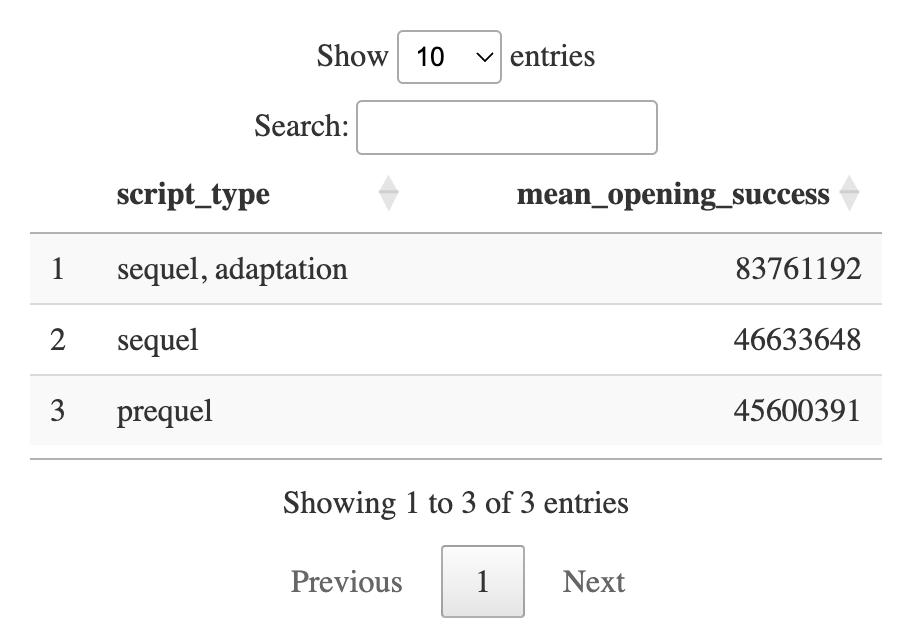 Show 10 entries
Search:
script_type mean_opening_success
1 sequel, adaptation 83761192
2 sequel 46633648
3 prequel 45600391
Showing 1 to 3 of 3 entries
Previous 1 Next